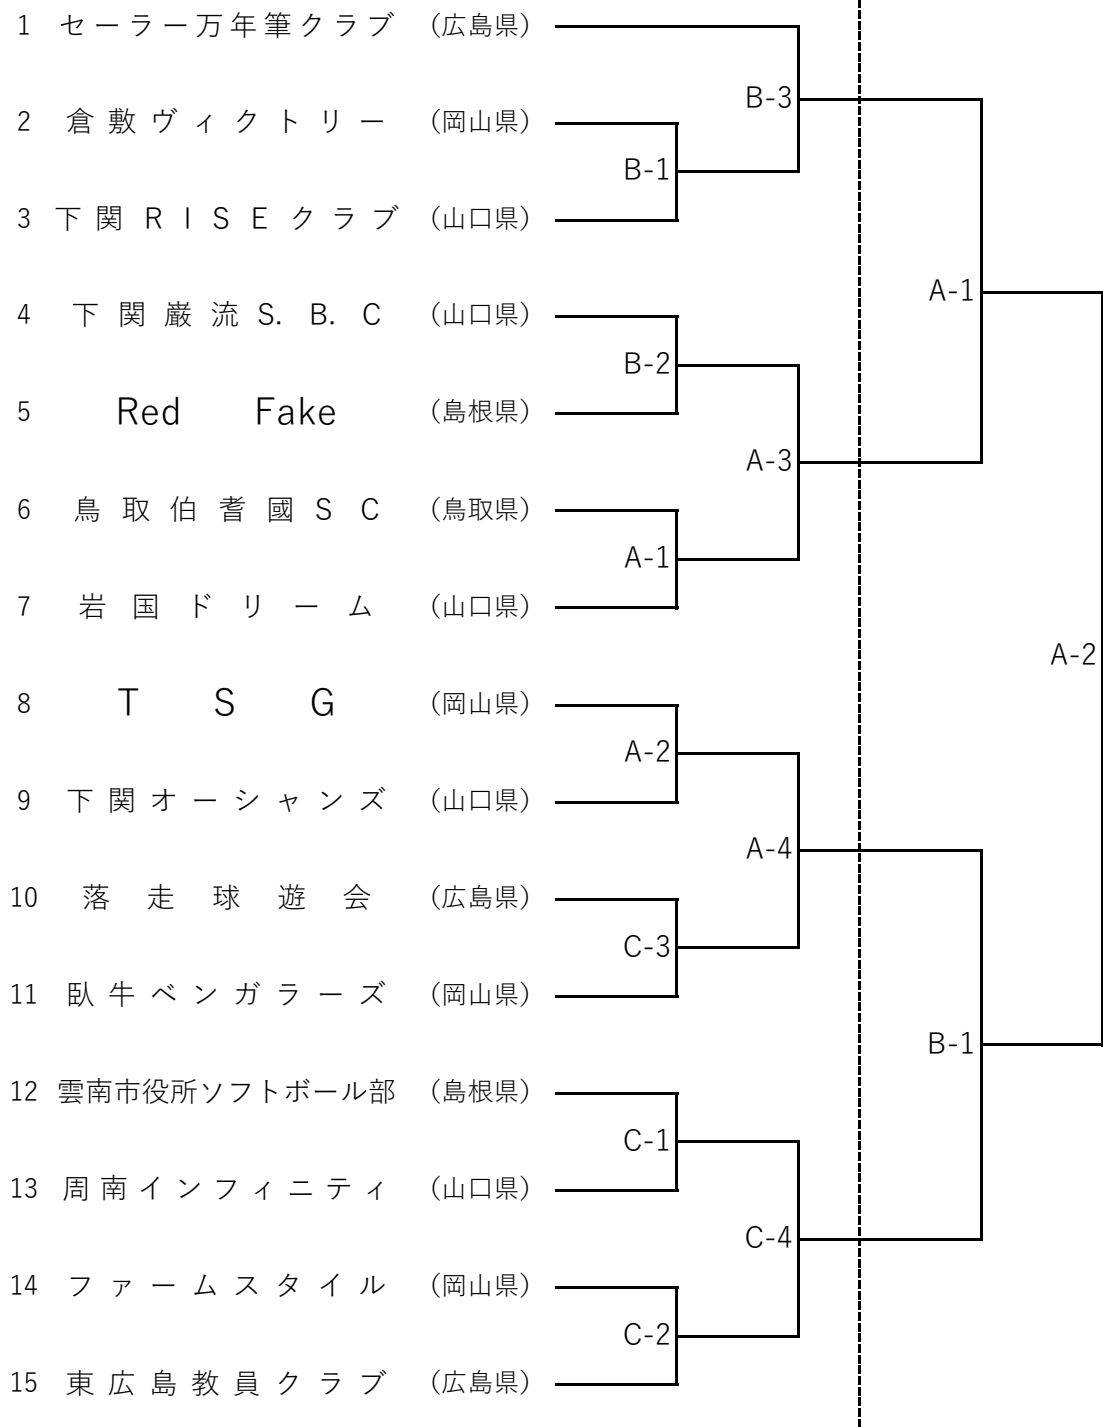 1 セーラー万年筆クラブ (広島県)
B-3
2 倉敷ヴィクトリー (岡山県)
B-1
3 下関RISEクラブ (山口県)
A-1
4 下関巌流S.B.C (山口県)
B-2
5 Red Fake (島根県)
A-3
6 鳥取伯耆國SC (鳥取県)
A-1
7 岩国ドリーム (山口県)
A-2
8 TSG (岡山県)
A-2
9 下関オーシャンズ (山口県)
A-4
10 落走球遊会 (広島県)
C-3
11 臥牛ベンガラーズ (岡山県)
B-1
12 雲南市役所ソフトボール部 (島根県)
C-1
13 周南インフィニティ (山口県)
C-4
14 ファームスタイル (岡山県)
C-2
15 東広島教員クラブ (広島県)